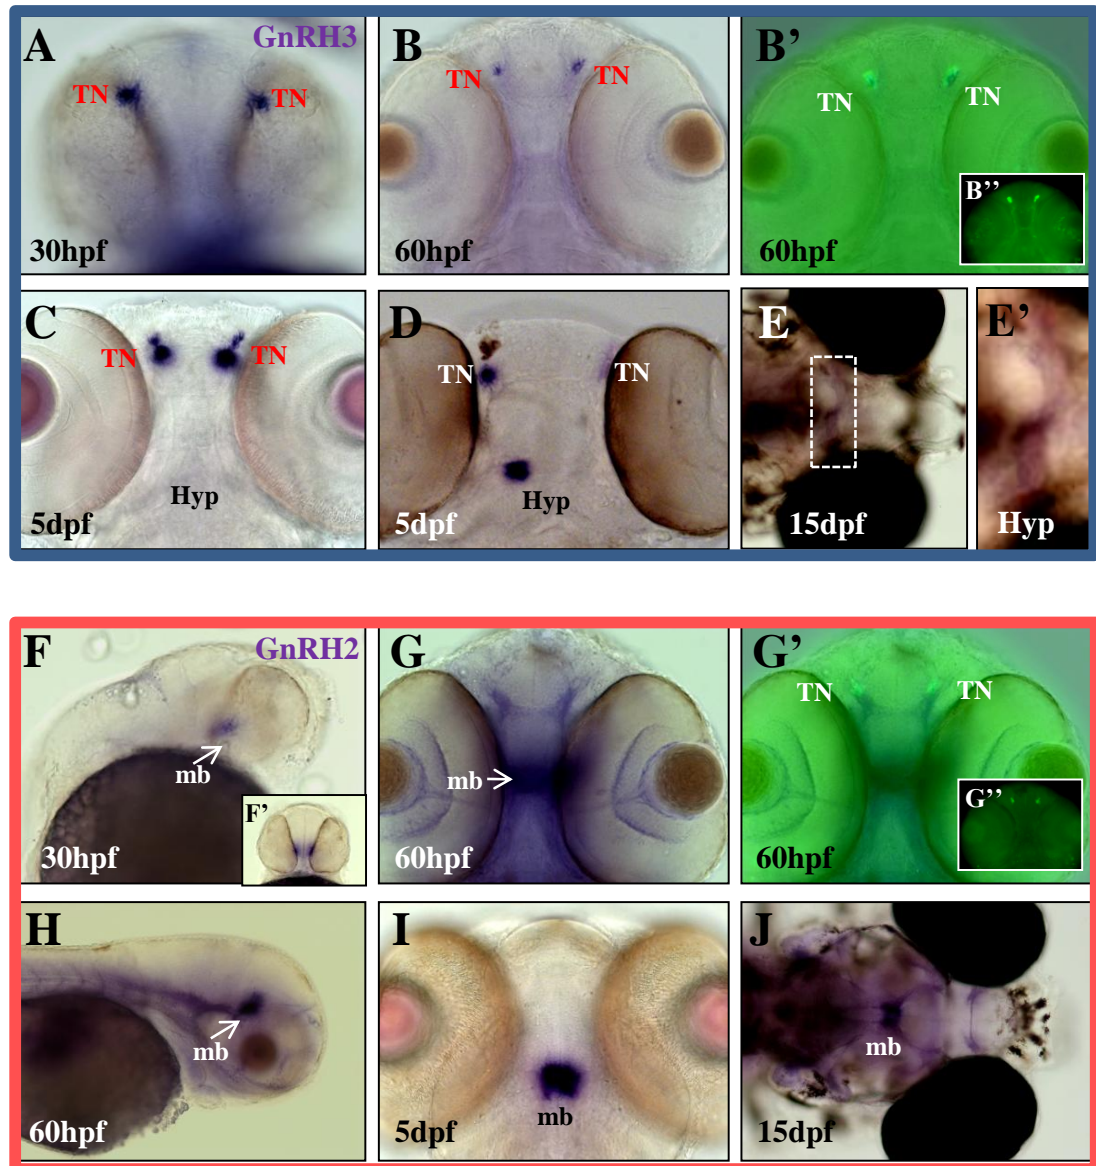 A GnRH3
TN TN
30hpf
B
TN TN
60hpf
B’
TN TN
60hpf
B’’
C
TN TN
Hyp
5dpf
D
TN TN
Hyp
5dpf
E
15dpf
E’
Hyp
F GnRH2
mb
30hpf
F’
G
mb
60hpf
G’
TN TN
60hpf
G’’
H
mb
60hpf
I
mb
5dpf
J
mb
15dpf